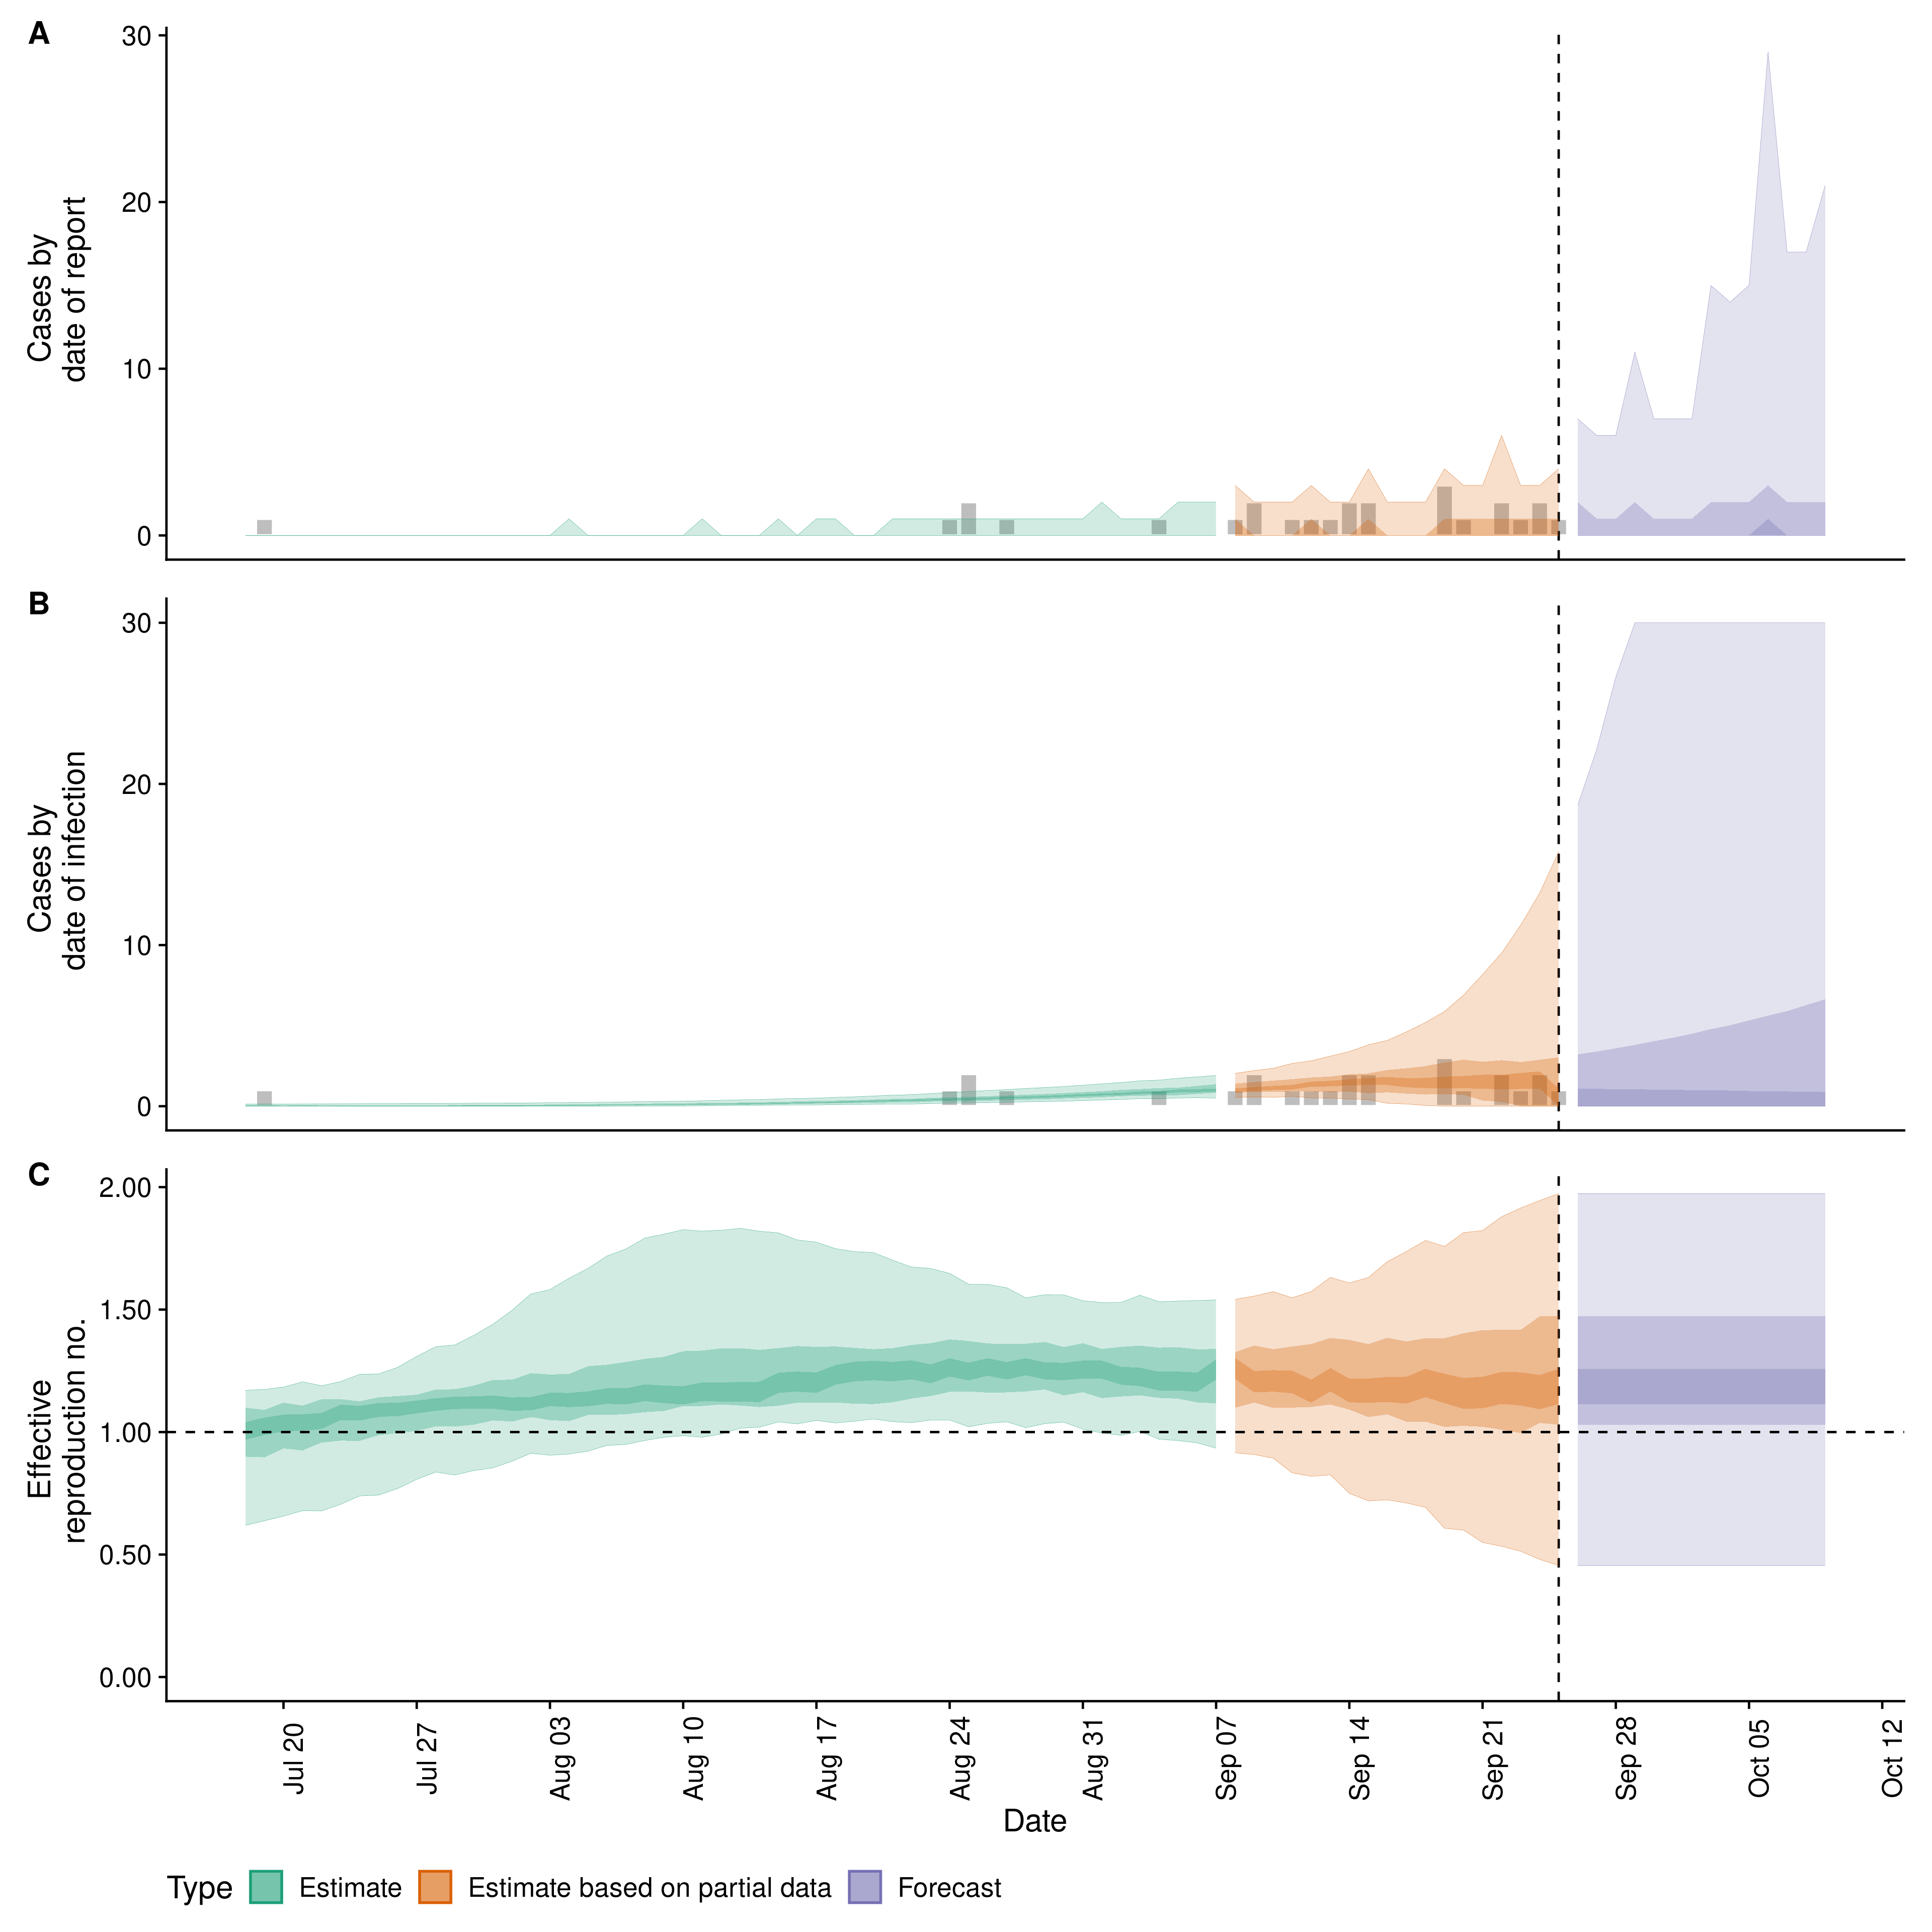 A
30
20
10
0
Cases by
date of report
B
30
20
10
0
Cases by
date of infection
C
2.00
1.50
1.00
0.50
0.00
Effective
reproduction no.
Jul 20
Jul 27
Aug 03
Aug 10
Aug 17
Aug 24
Aug 31
Sep 07
Sep 14
Sep 21
Sep 28
Oct 05
Oct 12
Date
Type Estimate Estimate based on partial data Forecast